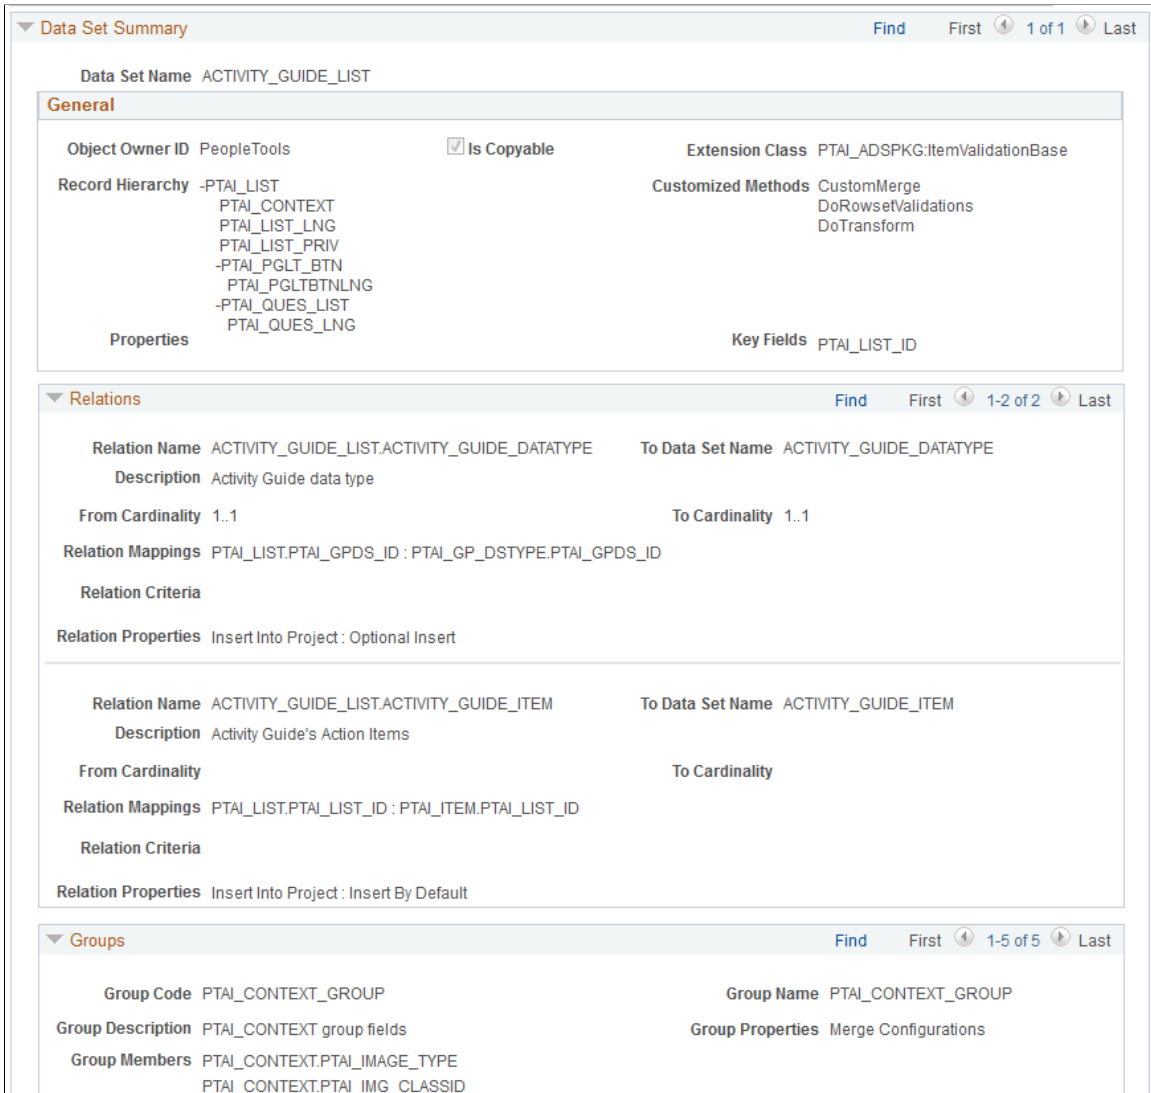 Data Set Summary Find First 1 of 1 Last
Data Set Name ACTIVITY_GUIDE_LIST
General
Object Owner ID PeopleTools Is Copyable Extension Class PTAI_ADSPKG:ItemValidationBase
Record Hierarchy -PTAI_LIST Customized Methods CustomMerge
PTAI_CONTEXT DoRowsetValidations
PTAI_LIST_LNG DoTransform
PTAI_LIST_PRIV
-PTAI_PGLT_BTN
PTAI_PGLTBTNLNG
-PTAI_QUES_LIST
PTAI_QUES_LNG
Properties Key Fields PTAI_LIST_ID
Relations Find First 1-2 of 2 Last
Relation Name ACTIVITY_GUIDE_LIST.ACTIVITY_GUIDE_DATATYPE To Data Set Name ACTIVITY_GUIDE_DATATYPE
Description Activity Guide data type
From Cardinality 1..1 To Cardinality 1..1
Relation Mappings PTAI_LIST.PTAI_GPDS_ID : PTAI_GP_DSTYPE.PTAI_GPDS_ID
Relation Criteria
Relation Properties Insert Into Project : Optional Insert
Relation Name ACTIVITY_GUIDE_LIST.ACTIVITY_GUIDE_ITEM To Data Set Name ACTIVITY_GUIDE_ITEM
Description Activity Guide's Action Items
From Cardinality To Cardinality
Relation Mappings PTAI_LIST.PTAI_LIST_ID : PTAI_ITEM.PTAI_LIST_ID
Relation Criteria
Relation Properties Insert Into Project : Insert By Default
Groups Find First 1-5 of 5 Last
Group Code PTAI_CONTEXT_GROUP Group Name PTAI_CONTEXT_GROUP
Group Description PTAI_CONTEXT group fields Group Properties Merge Configurations
Group Members PTAI_CONTEXT.PTAI_IMAGE_TYPE
PTAI_CONTEXT.PTAI_IMG_CLASSID